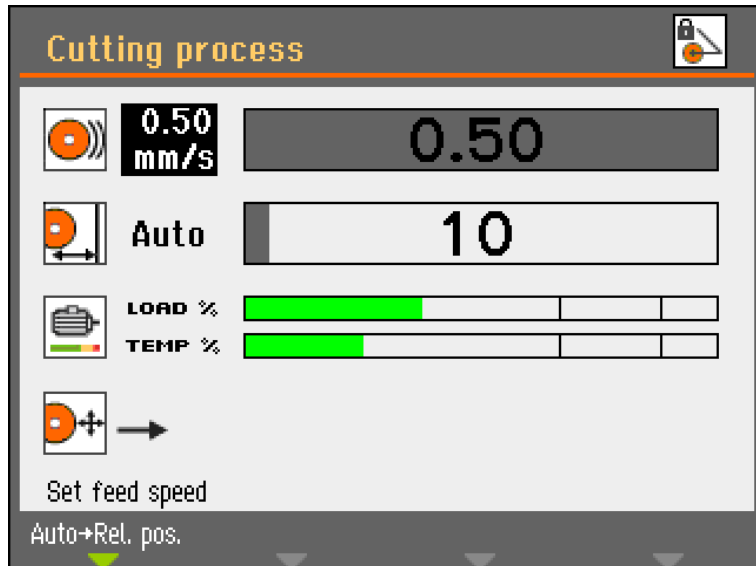 Cutting process
0.50
mm/s
0.50
Auto
10
LOAD %
TEMP %
Set feed speed
Auto→Rel. pos.